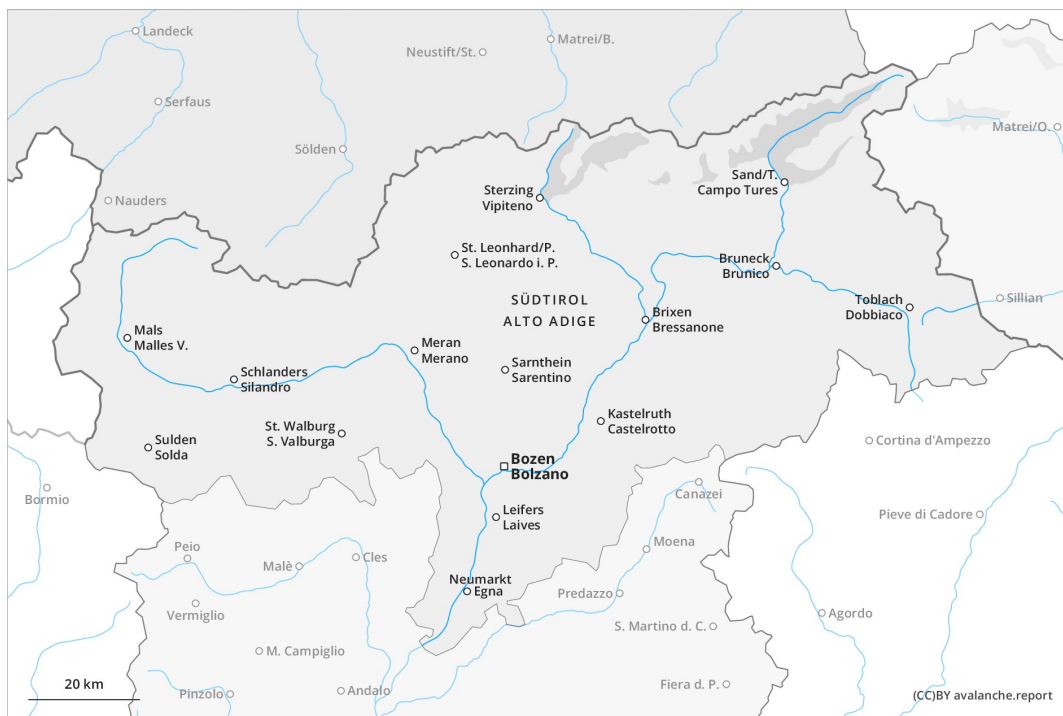 Landeck
Matrei/B.
Neustift/St.
Serfaus
Matrei/O.
Sölden
Sand/T.
Campo Tures
Sterzing
Vipiteno
Nauders
St. Leonhard/P.
S. Leonardo i. P.
Bruneck
Brunico
SÜDTIROL
ALTO ADIGE
Toblach
Dobbiaco
Sillian
Brixen
Bressanone
Mals
Malles V.
Meran
Merano
Sarnthein
Sarentino
Schlanders
Silandro
Kastelruth
Castelrotto
St. Walburg
S. Valburga
Sulden
Solda
Cortina d'Ampezzo
Bozen
Bolzano
Bormio
Canazei
Leifers
Laives
Pieve di Cadore
Peio
Moena
Malè
Cles
Neumarkt
Egna
Predazzo
Vermiglio
Agordo
S. Martino d. C.
M. Campiglio
20 km
Pinzolo
Andalo
Fiera d. P.
(CC)BY avalanche.report